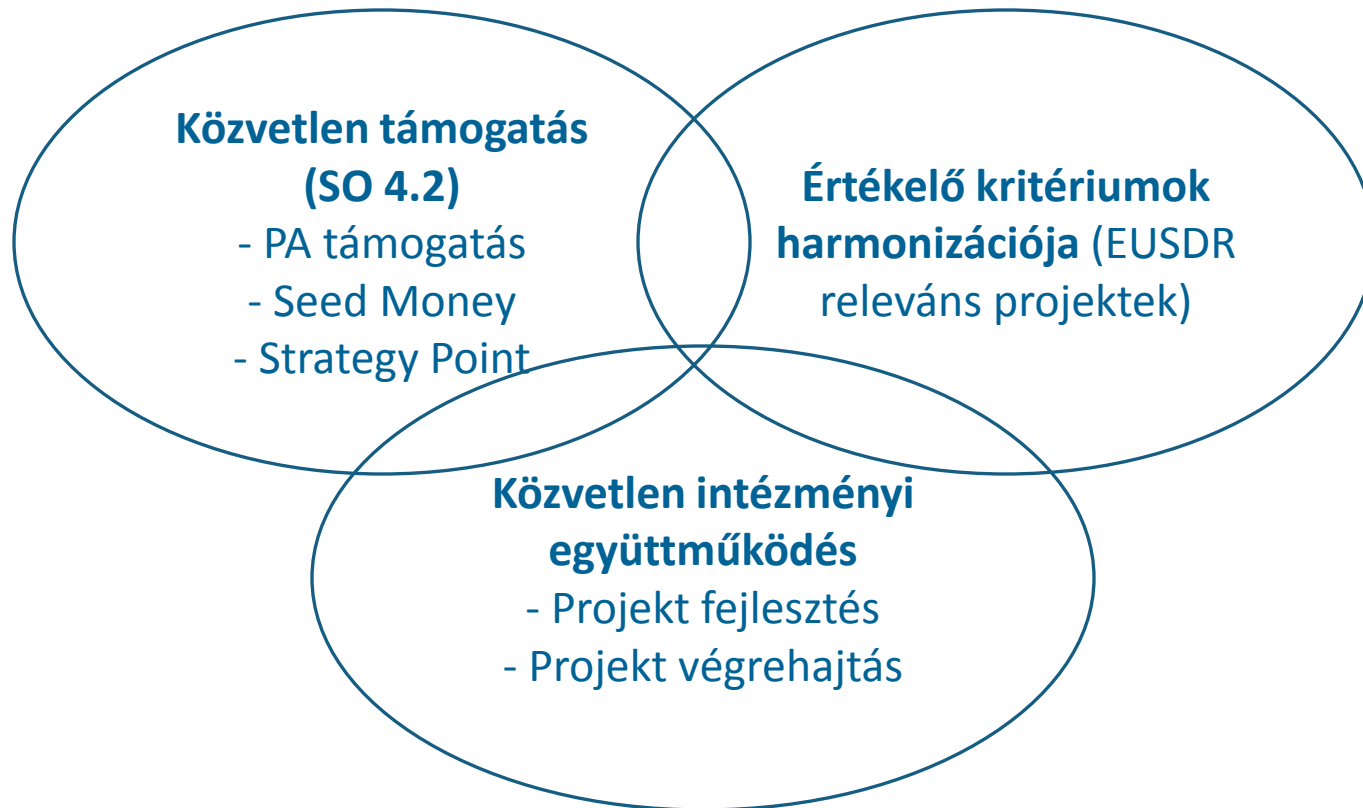 Közvetlen támogatás
(SO 4.2)
- PA támogatás
- Seed Money
- Strategy Point
Értékelő kritériumok
harmonizációja (EUSDR
releváns projektek)
Közvetlen intézményi
együttműködés
- Projekt fejlesztés
- Projekt végrehajtás